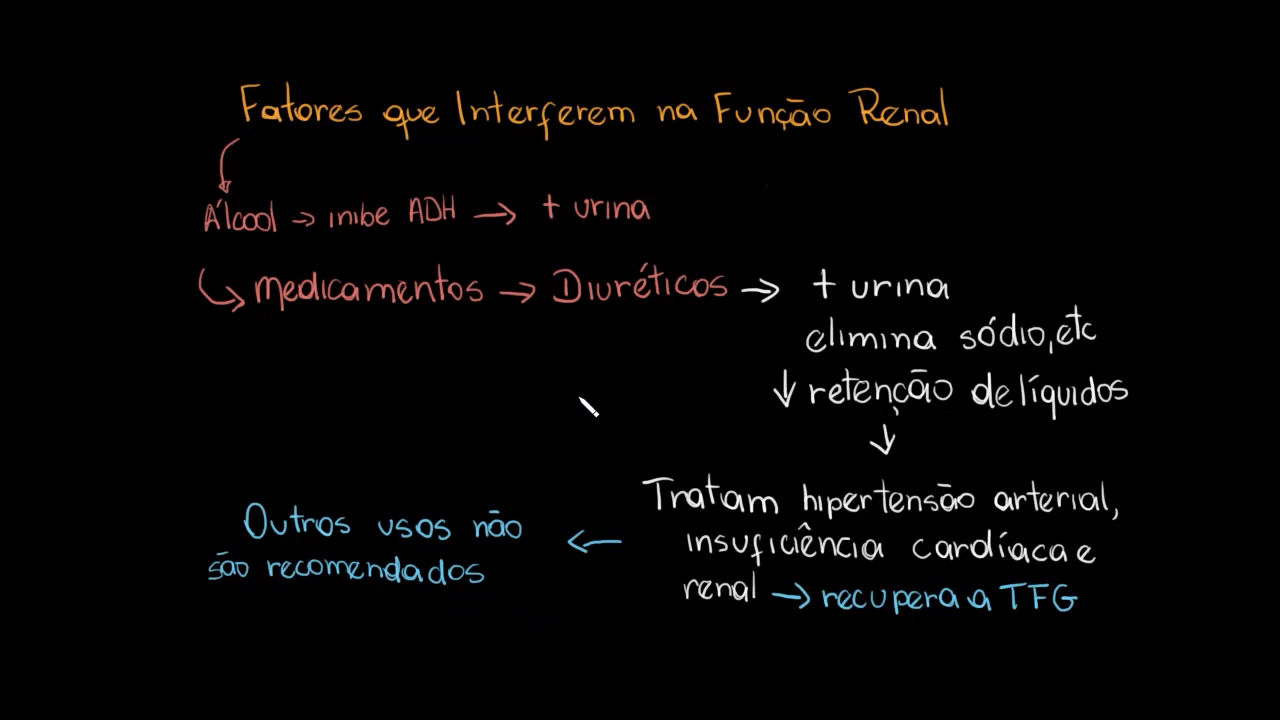 Fatores que Interferem na Função Renal
Álcool → inibe ADH → + urina
↳ medicamentos → Diuréticos → + urina
elimina sódio, etc
↓ retenção de líquidos
↓
Tratam hipertensão arterial,
insuficiência cardíaca e
renal → recupera a TFG
← Outros usos não
são recomendados